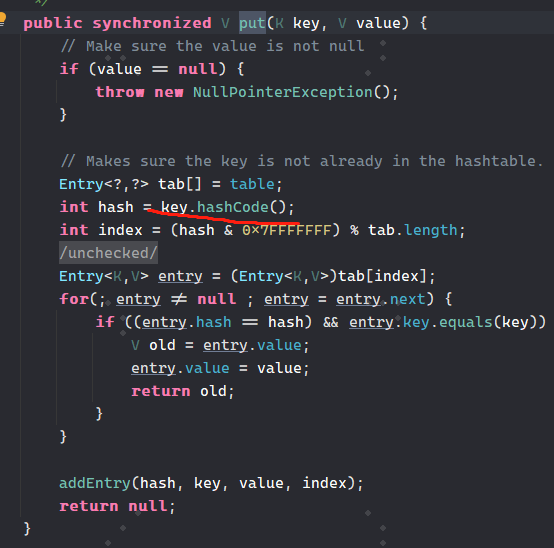 */
public synchronized V put(K key, V value) {
// Make sure the value is not null
if (value == null) {
throw new NullPointerException();
}
// Makes sure the key is not already in the hashtable.
Entry<?,?> tab[] = table;
int hash = key.hashCode();
int index = (hash & 0x7FFFFFFF) % tab.length;
/unchecked/
Entry<K,V> entry = (Entry<K,V>)tab[index];
for(; entry != null ; entry = entry.next) {
if ((entry.hash == hash) && entry.key.equals(key))
V old = entry.value;
entry.value = value;
return old;
}
}
addEntry(hash, key, value, index);
return null;
}